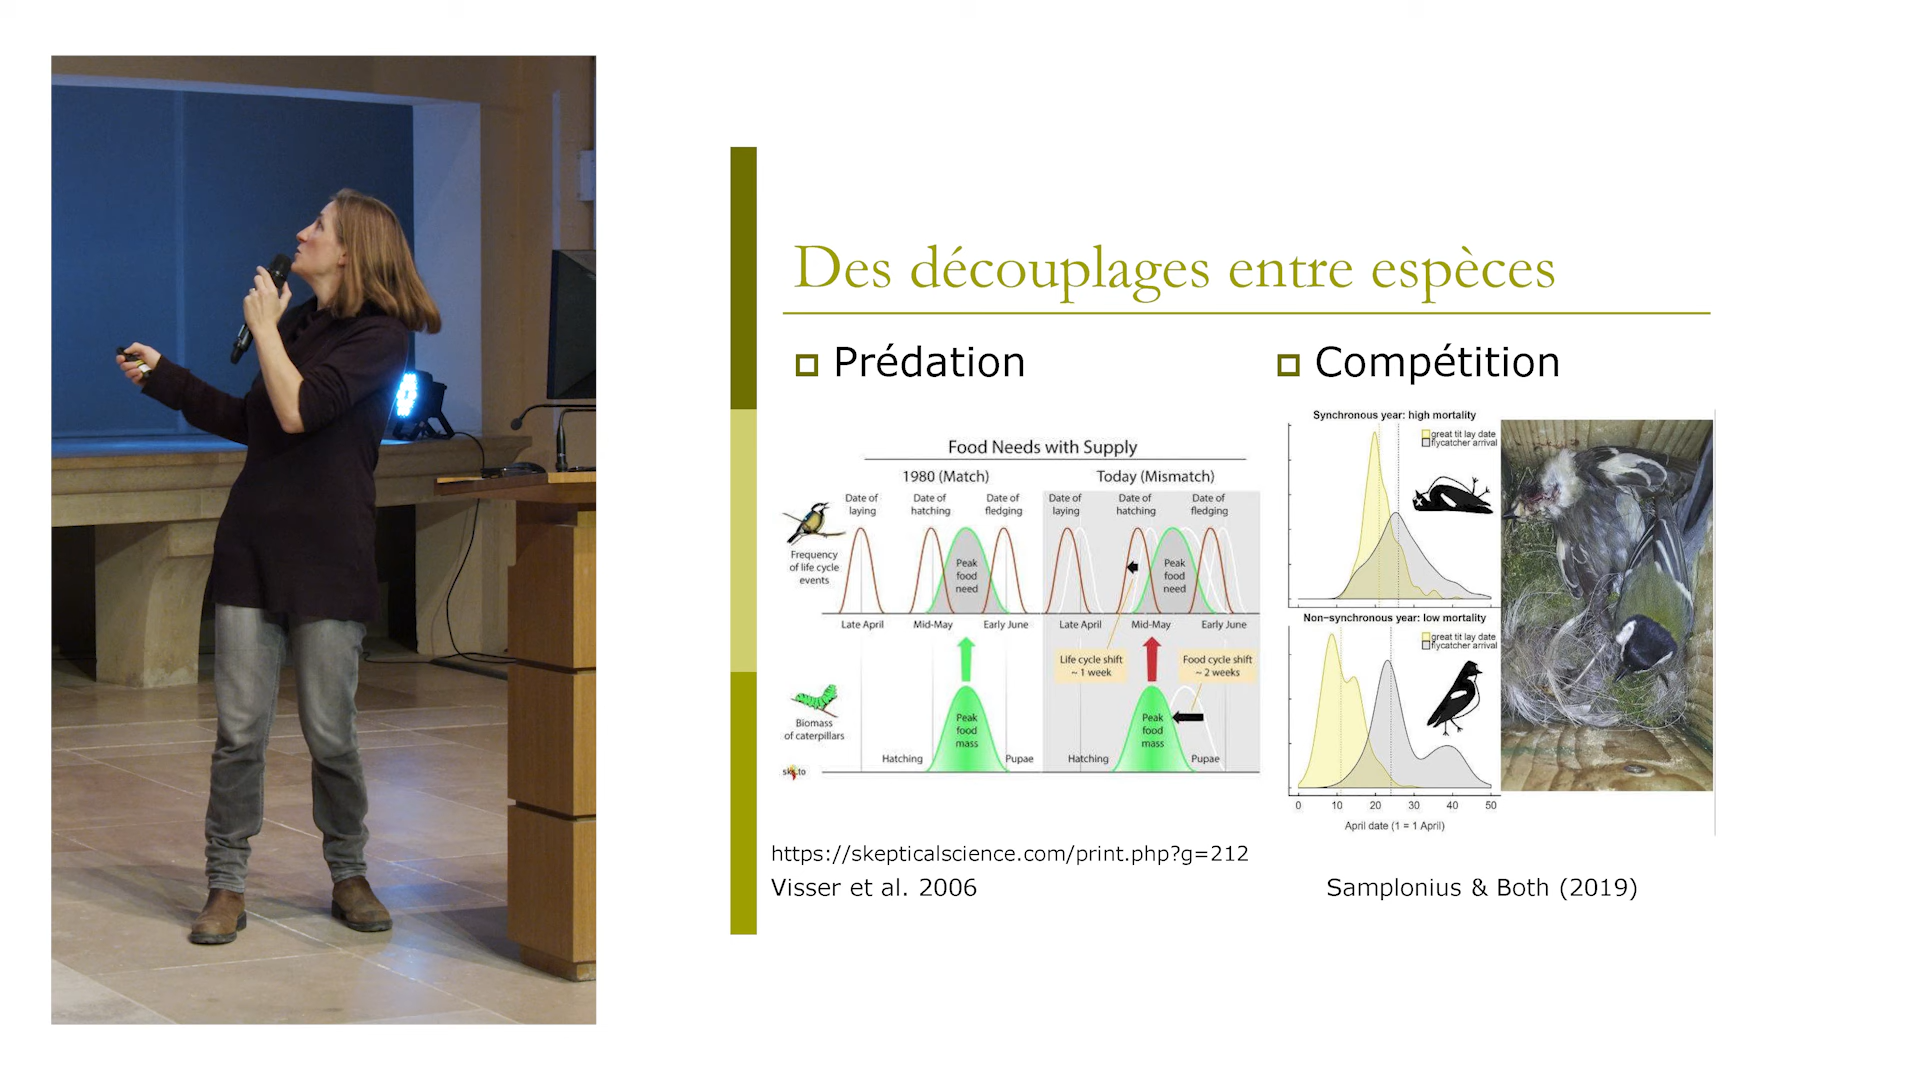 Des découplages entre espèces
Prédation
Food Needs with Supply
1980 (Match)
Today (Mismatch)
Date of laying
Date of hatching
Date of fledging
Date of laying
Date of hatching
Date of fledging
Frequency of life cycle events
Peak food need
Peak food need
Late April
Mid-May
Early June
Late April
Mid-May
Early June
Life cycle shift ~ 1 week
Food cycle shift ~ 2 weeks
Biomass of caterpillars
Peak food mass
Peak food mass
Hatching
Pupae
Hatching
Pupae
https://skepticalscience.com/print.php?g=212
Visser et al. 2006
Compétition
Synchronous year: high mortality
great tit lay date
flycatcher arrival
Non−synchronous year: low mortality
great tit lay date
flycatcher arrival
0 10 20 30 40 50
April date (1 = 1 April)
Samplonius & Both (2019)